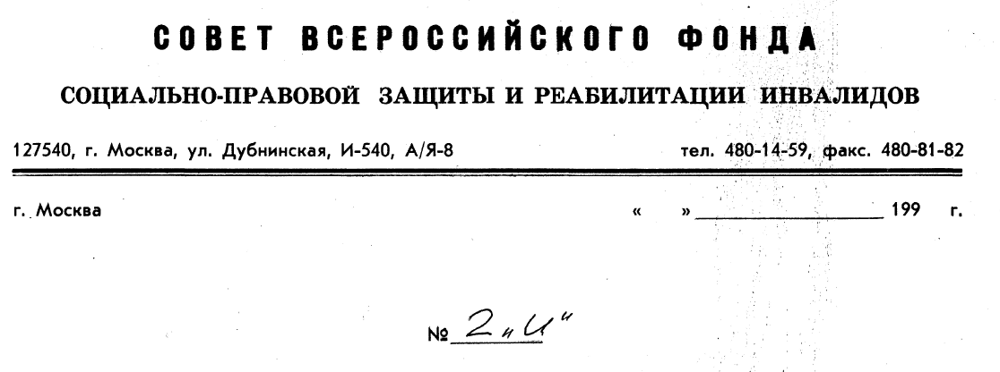 СОВЕТ ВСЕРОССИЙСКОГО ФОНДА
СОЦИАЛЬНО-ПРАВОВОЙ ЗАЩИТЫ И РЕАБИЛИТАЦИИ ИНВАЛИДОВ
127540, г. Москва, ул. Дубнинская, И-540, А/Я-8 тел. 480-14-59, факс. 480-81-82
г. Москва « »_______________ 199 г.
№ 2 „И“